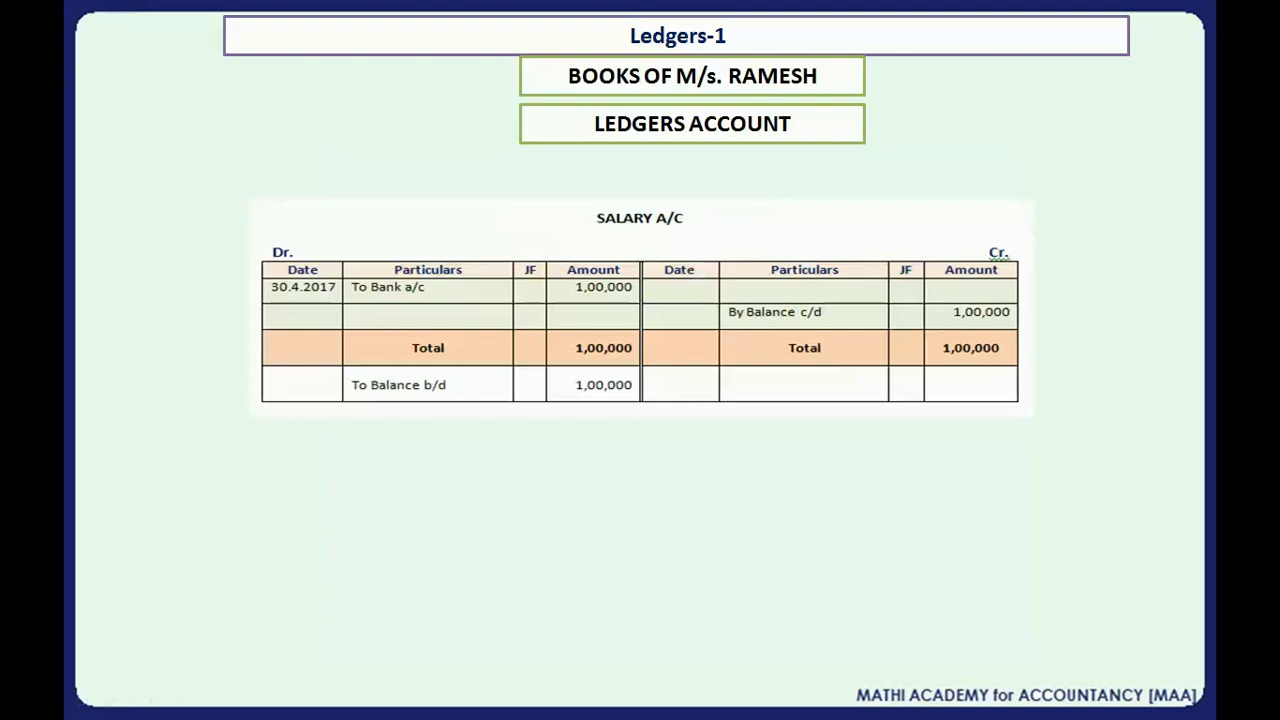 Ledgers-1
BOOKS OF M/s. RAMESH
LEDGERS ACCOUNT
SALARY A/C
Dr. Cr.
Date Particulars JF Amount Date Particulars JF Amount
30.4.2017 To Bank a/c 1,00,000
By Balance c/d 1,00,000
Total 1,00,000 Total 1,00,000
To Balance b/d 1,00,000
MATHI ACADEMY for ACCOUNTANCY [MAA]